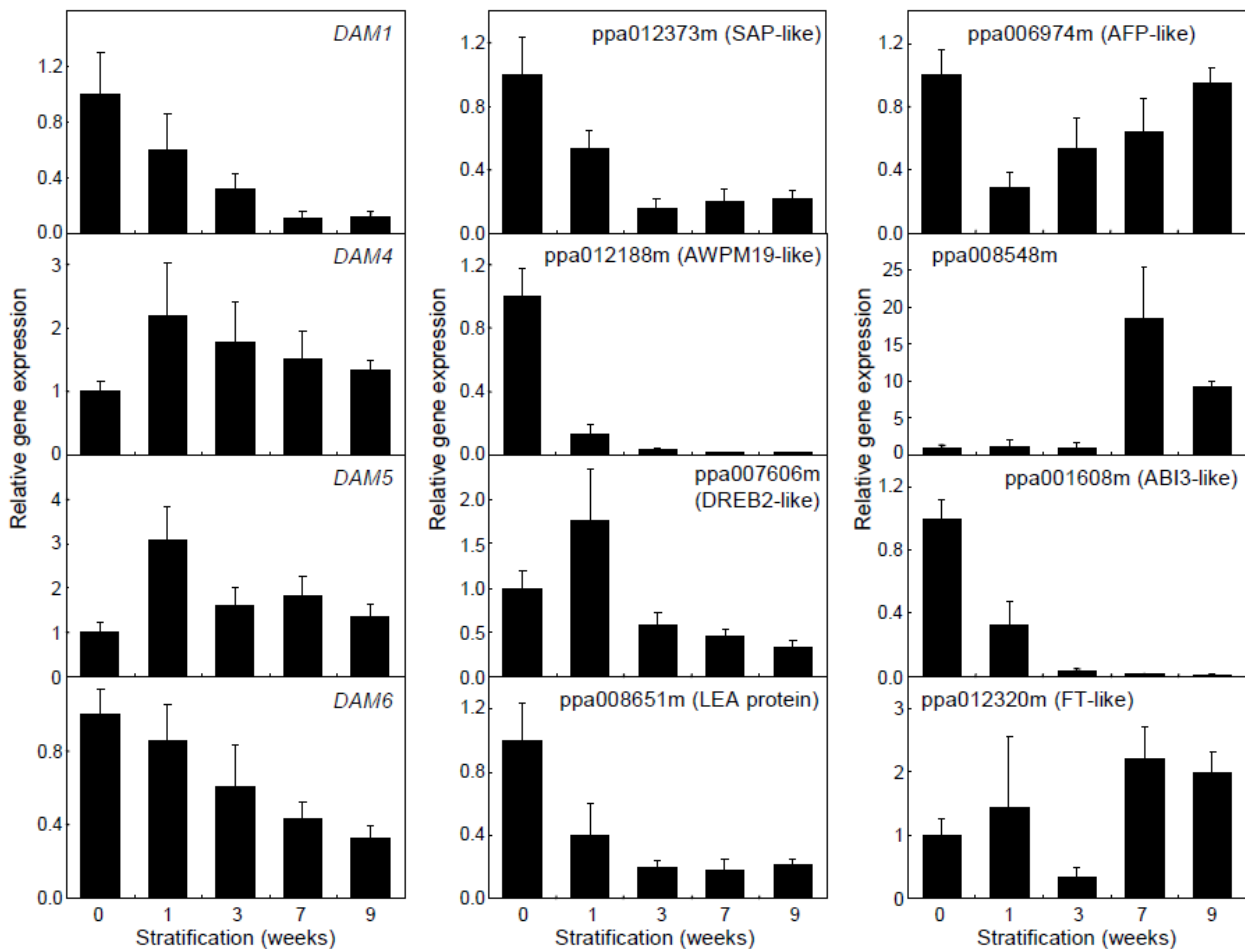 DAM1
1.2
0.8
0.4
0.0
DAM4
3
2
1
0
DAM5
4
3
2
1
0
DAM6
0.8
0.4
0.0
0 1 3 7 9
Stratification (weeks)
Relative gene expression
ppa012373m (SAP-like)
1.2
0.8
0.4
0.0
ppa012188m (AWPM19-like)
1.2
0.8
0.4
0.0
ppa007606m
(DREB2-like)
2.0
1.5
1.0
0.5
0.0
ppa008651m (LEA protein)
1.2
0.8
0.4
0.0
0 1 3 7 9
Stratification (weeks)
Relative gene expression
ppa006974m (AFP-like)
1.2
0.8
0.4
0.0
ppa008548m
25
20
15
10
5
0
ppa001608m (ABI3-like)
1.2
0.8
0.4
0.0
ppa012320m (FT-like)
3
2
1
0
0 1 3 7 9
Stratification (weeks)
Relative gene expression